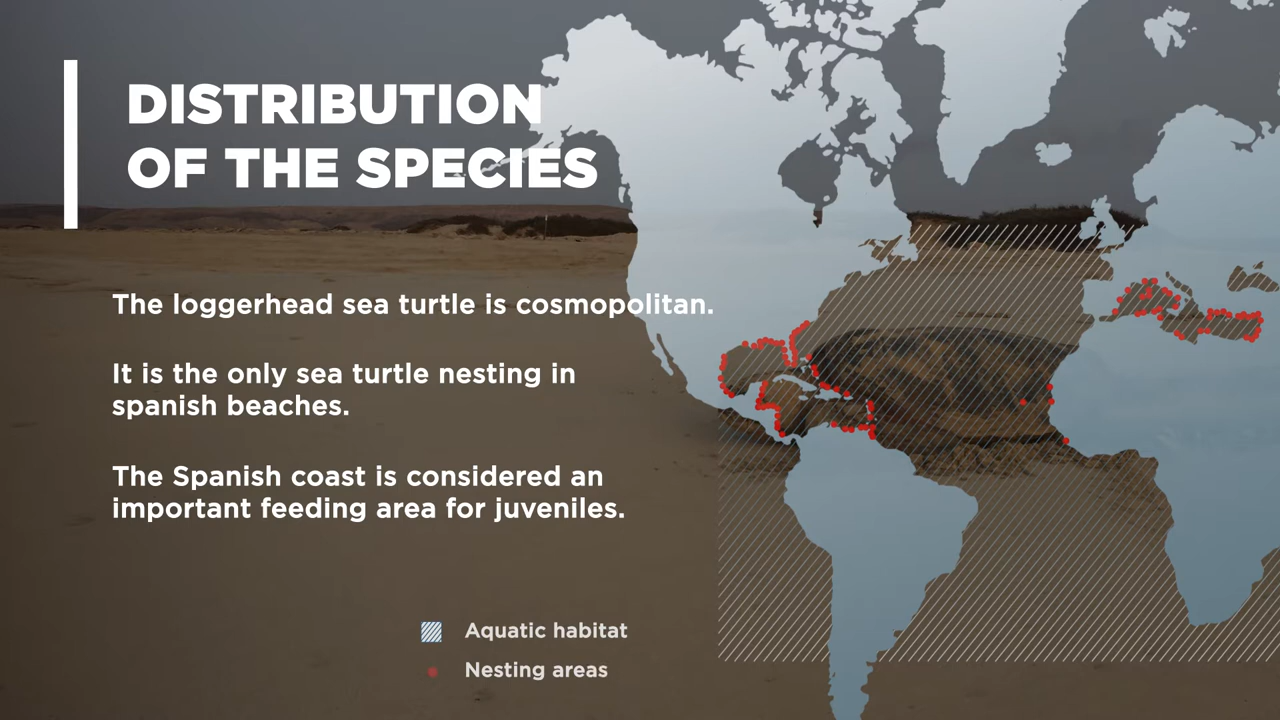 DISTRIBUTION
OF THE SPECIES
The loggerhead sea turtle is cosmopolitan.
It is the only sea turtle nesting in
spanish beaches.
The Spanish coast is considered an
important feeding area for juveniles.
Aquatic habitat
Nesting areas